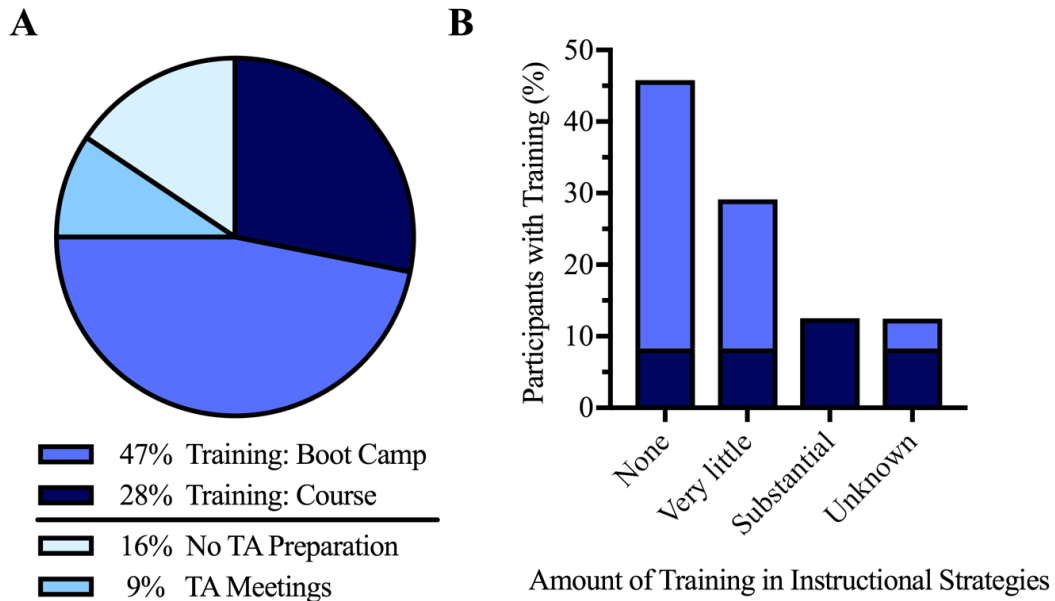 A
47% Training: Boot Camp
28% Training: Course
16% No TA Preparation
9% TA Meetings
B
Participants with Training (%)
50
40
30
20
10
0
None
Very little
Substantial
Unknown
Amount of Training in Instructional Strategies